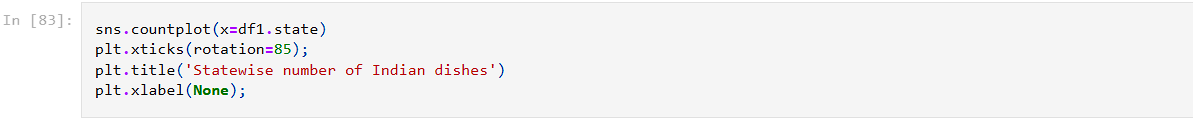 In [83]:
sns.countplot(x=df1.state)
plt.xticks(rotation=85);
plt.title('Statewise number of Indian dishes')
plt.xlabel(None);